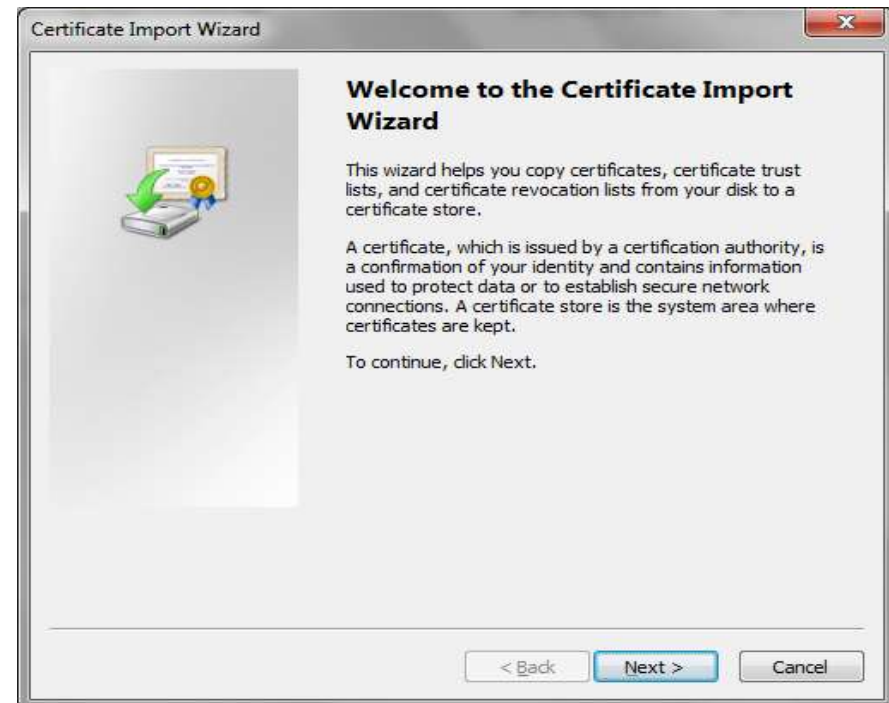 Certificate Import Wizard
Welcome to the Certificate Import
Wizard
This wizard helps you copy certificates, certificate trust
lists, and certificate revocation lists from your disk to a
certificate store.
A certificate, which is issued by a certification authority, is
a confirmation of your identity and contains information
used to protect data or to establish secure network
connections. A certificate store is the system area where
certificates are kept.
To continue, click Next.
< Back Next > Cancel